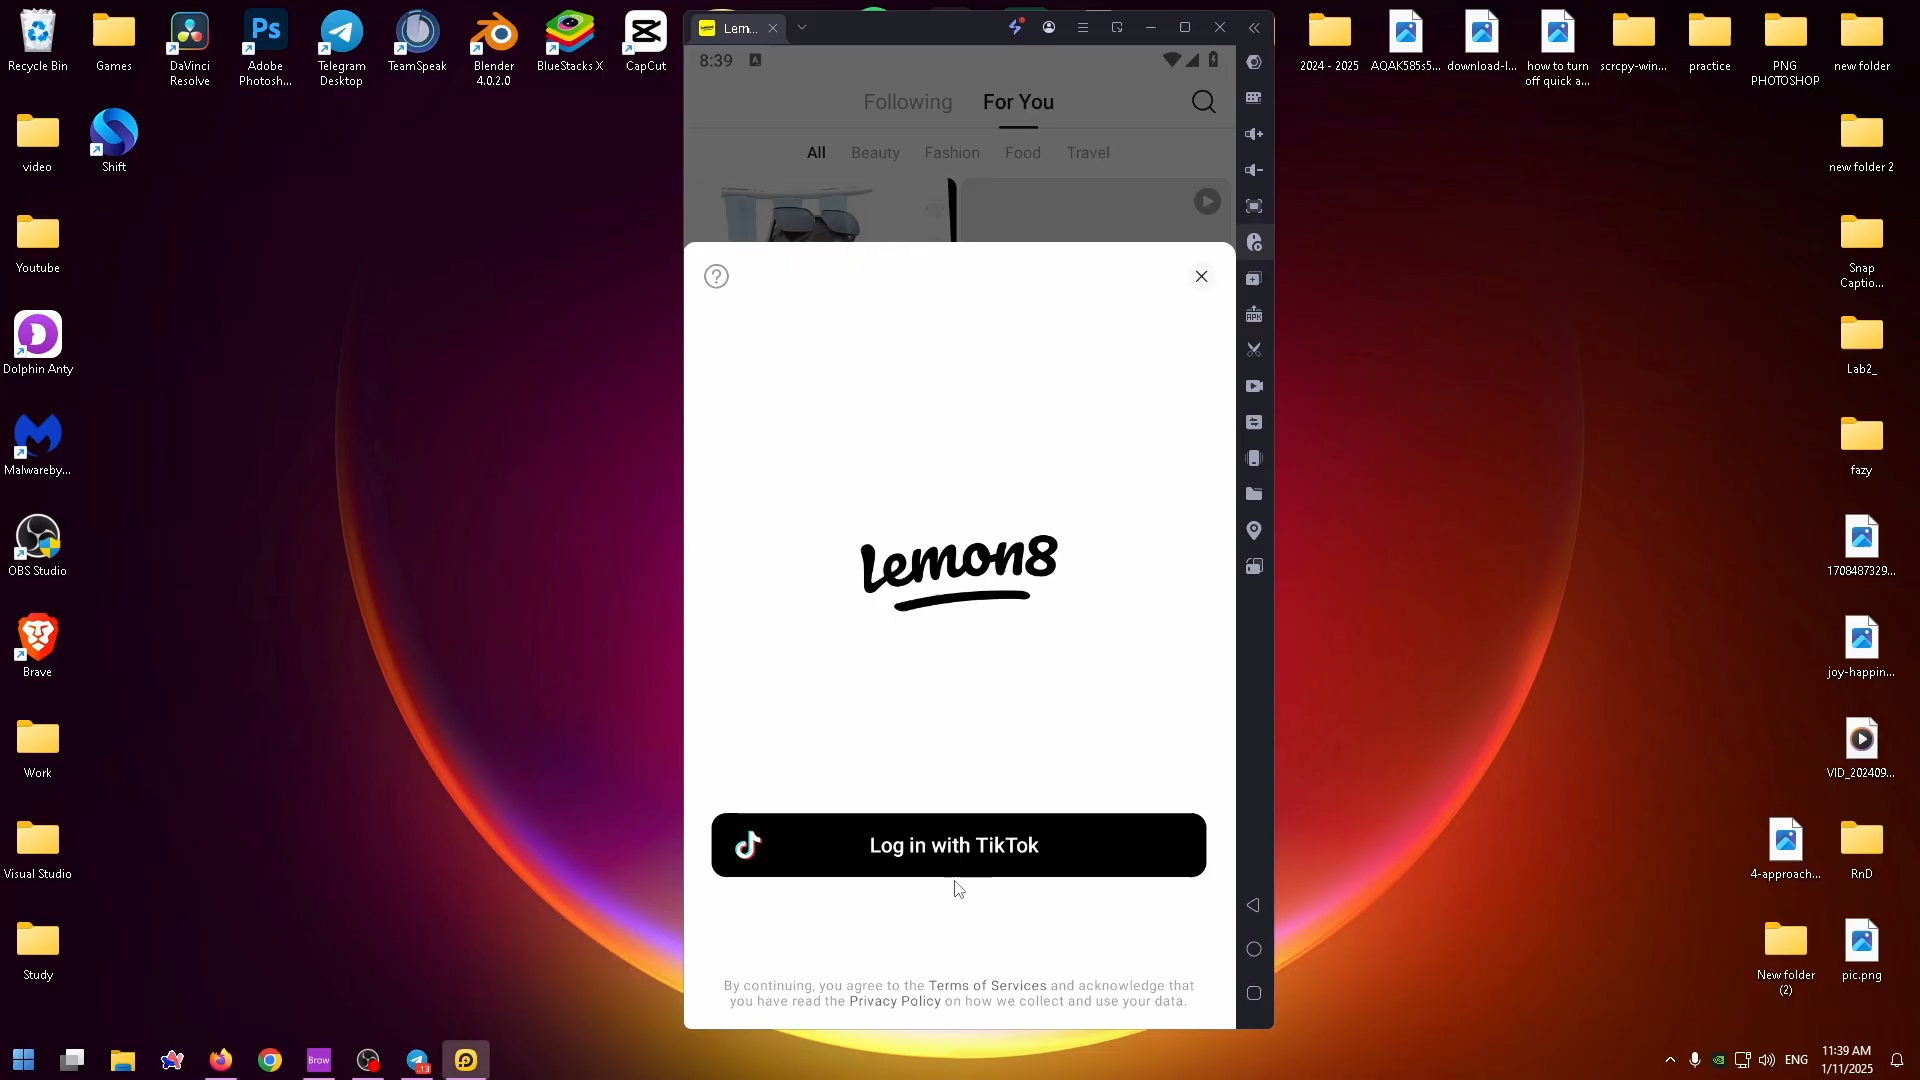 Recycle Bin
Games
DaVinci
Resolve
Adobe
Photosh...
Telegram
Desktop
TeamSpeak
Blender
4.0.2.0
BlueStacks X
CapCut
Lem...
2024 - 2025
AQAK585s5...
download-l...
how to turn
off quick a...
scrcpy-win...
practice
PNG
PHOTOSHOP
new folder
8:39
A
Following
For You
All
Beauty
Fashion
Food
Travel
video
Shift
new folder 2
Youtube
Snap
Captio...
APK
Dolphin Anty
Lab2_
Malwareby...
fazy
OBS Studio
1708487329...
Lemon8
Brave
joy-happin...
Work
VID_202409...
Log in with TikTok
Visual Studio
4-approach...
RnD
Study
New folder
(2)
pic.png
By continuing, you agree to the Terms of Services and acknowledge that
you have read the Privacy Policy on how we collect and use your data.
Brow
13
ENG
11:39 AM
1/11/2025